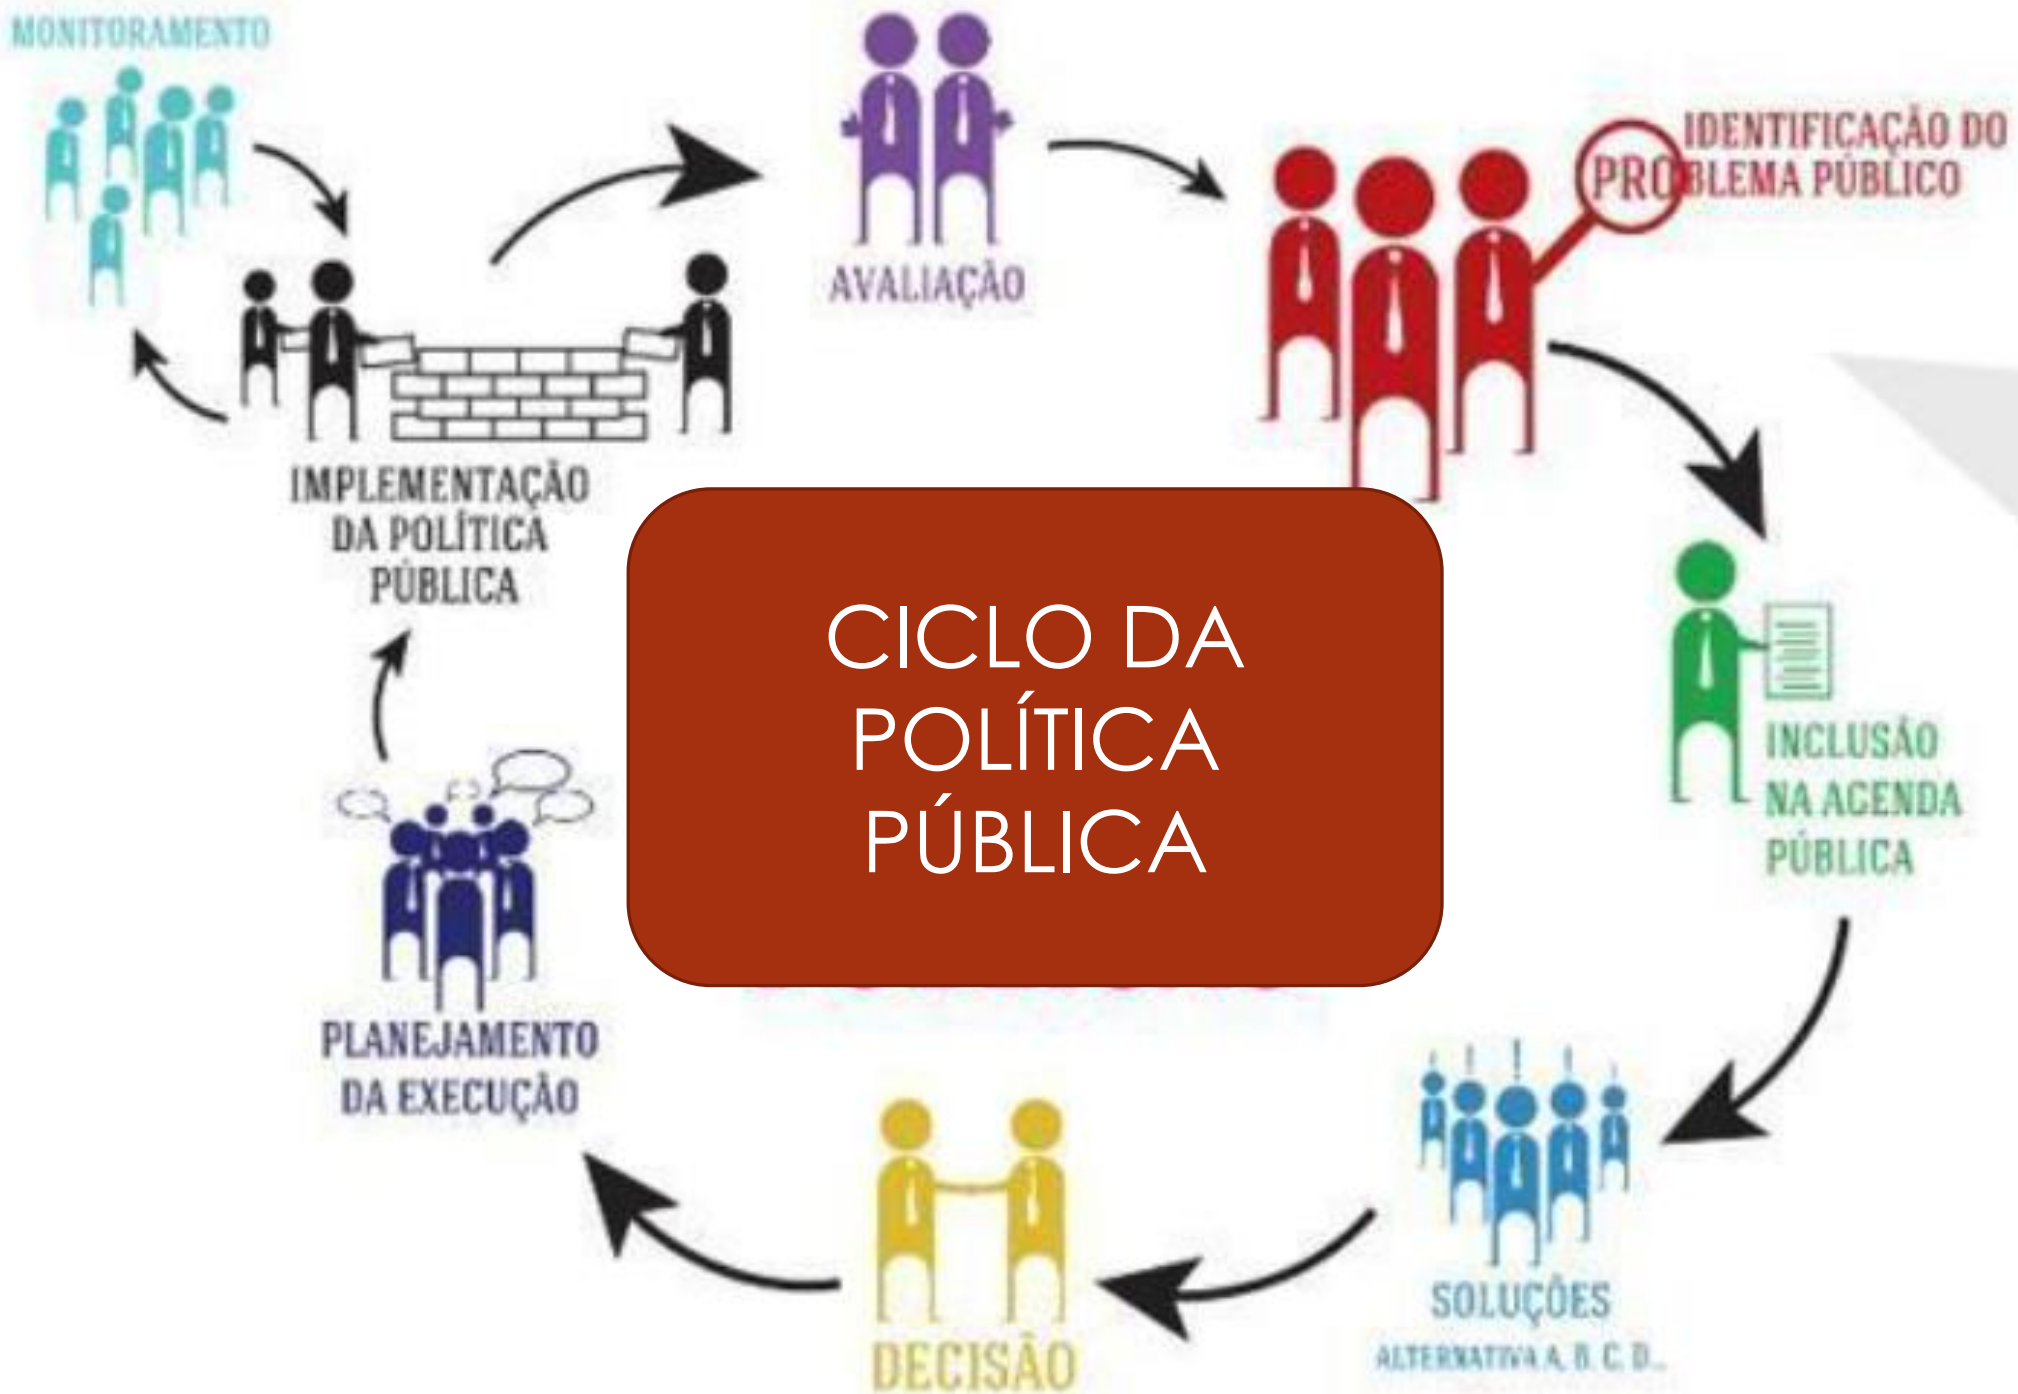 MONITORAMENTO
AVALIAÇÃO
IDENTIFICAÇÃO DO
PROBLEMA PÚBLICO
IMPLEMENTAÇÃO
DA POLÍTICA
PÚBLICA
CICLO DA
POLÍTICA
PÚBLICA
INCLUSÃO
NA AGENDA
PÚBLICA
PLANEJAMENTO
DA EXECUÇÃO
DECISÃO
SOLUÇÕES
ALTERNATIVA A, B, C, D...